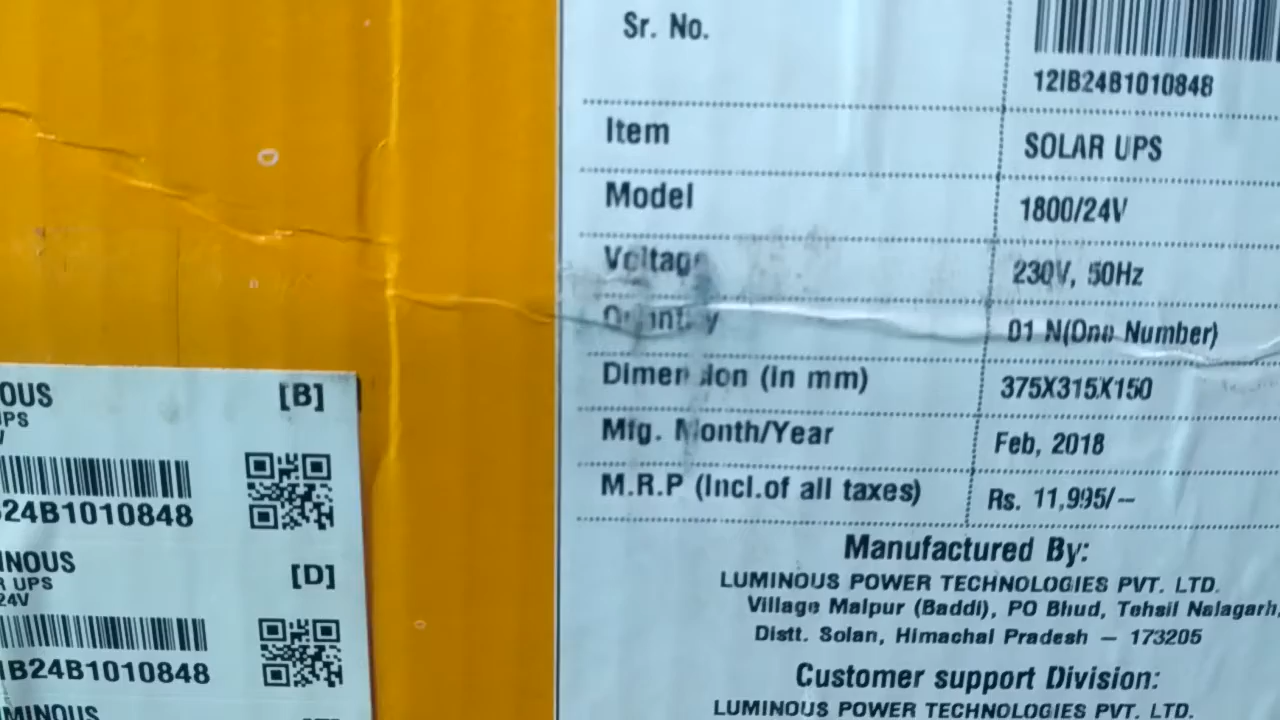 Sr. No.
12IB24B1010848
Item SOLAR UPS
Model 1800/24V
Voltage 230V, 50Hz
Quantity 01 N(One Number)
Dimension (in mm) 375X315X150
Mfg. Month/Year Feb, 2018
M.R.P (Incl.of all taxes) Rs. 11,995/–
Manufactured By:
LUMINOUS POWER TECHNOLOGIES PVT. LTD.
Village Malpur (Baddi), PO Bhud, Tehsil Nalagarh,
Distt. Solan, Himachal Pradesh – 173205
Customer support Division:
LUMINOUS POWER TECHNOLOGIES PVT. LTD.
OUS [B]
UPS
24B1010848
INOUS [D]
R UPS
24V
IB24B1010848
MINOUS